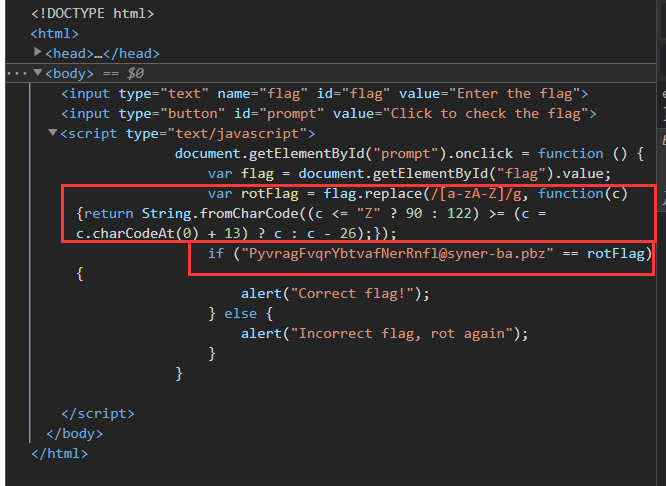 <!DOCTYPE html>
<html>
<head>…</head>
<body> == $0
<input type="text" name="flag" id="flag" value="Enter the flag">
<input type="button" id="prompt" value="Click to check the flag">
<script type="text/javascript">
document.getElementById("prompt").onclick = function () {
var flag = document.getElementById("flag").value;
var rotFlag = flag.replace(/[a-zA-Z]/g, function(c)
{return String.fromCharCode((c <= "Z" ? 90 : 122) >= (c =
c.charCodeAt(0) + 13) ? c : c - 26);});
if ("PyvragFvqrYbtvafNerRnfl@syner-ba.pbz" == rotFlag)
{
alert("Correct flag!");
} else {
alert("Incorrect flag, rot again");
}
}
</script>
</body>
</html>